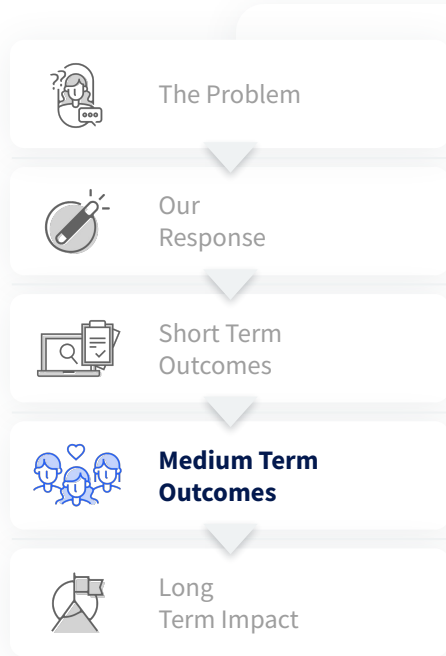 ??
The Problem
Our
Response
Short Term
Outcomes
Medium Term
Outcomes
Long
Term Impact